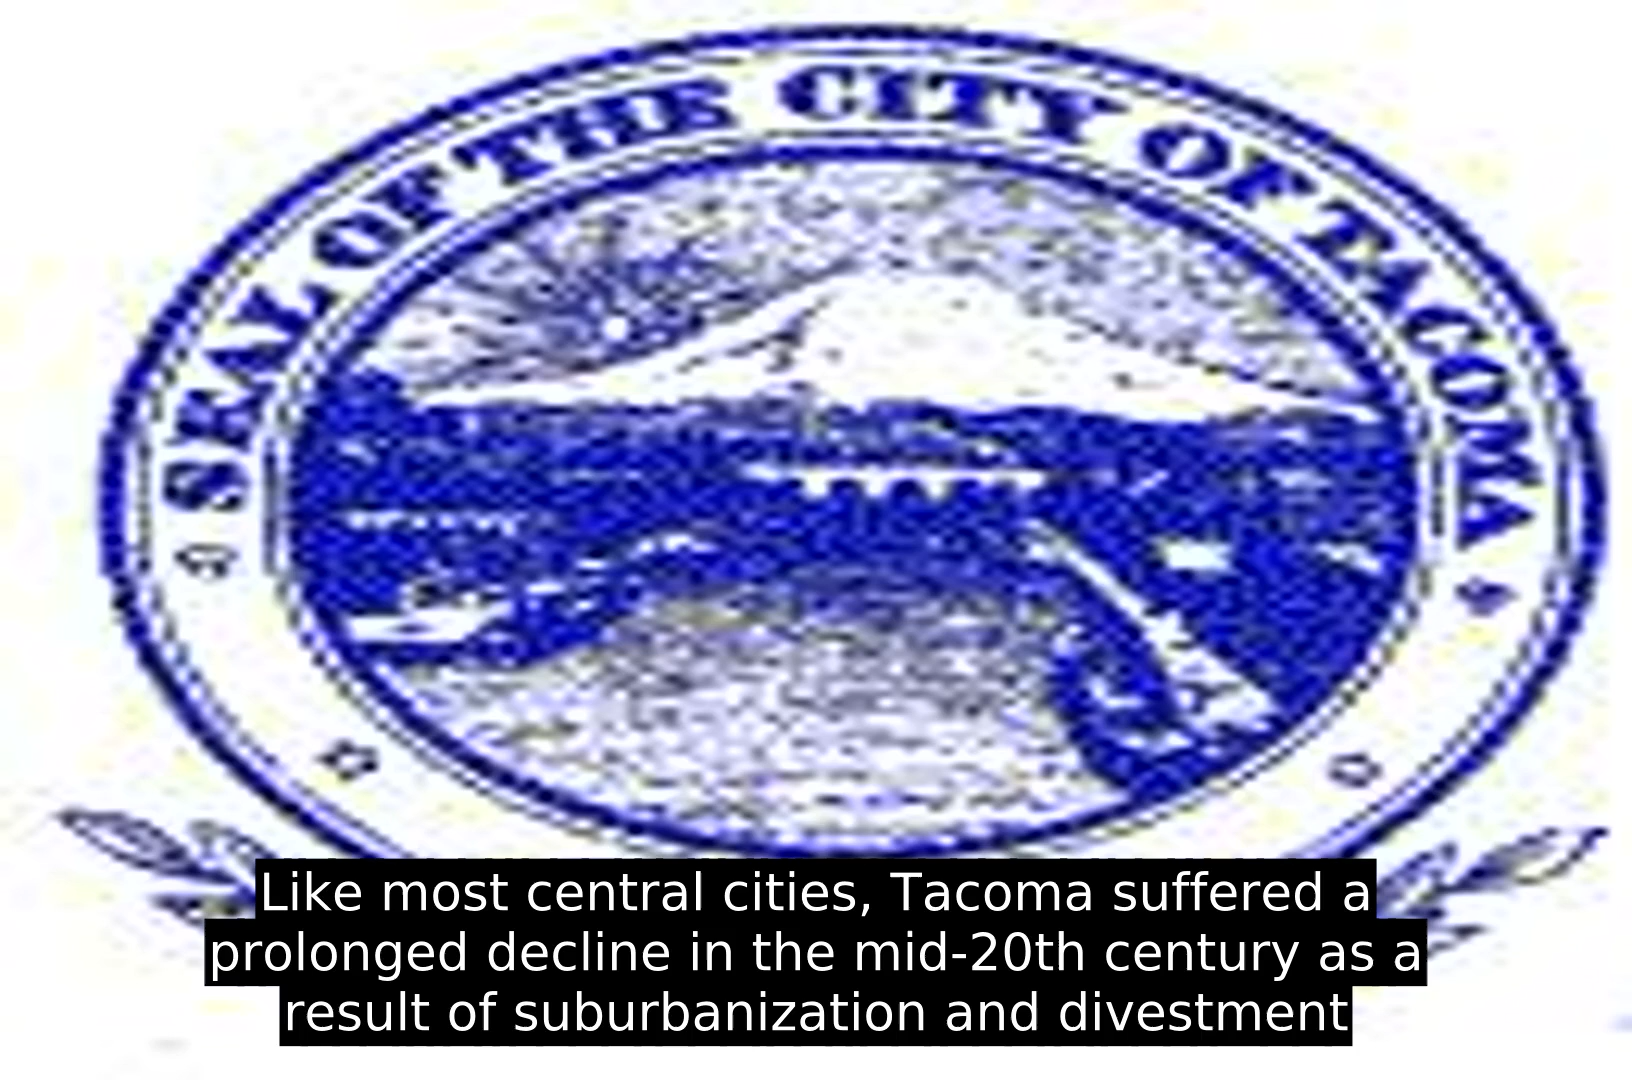 SEAL OF THE CITY OF TACOMA
Like most central cities, Tacoma suffered a
prolonged decline in the mid-20th century as a
result of suburbanization and divestment